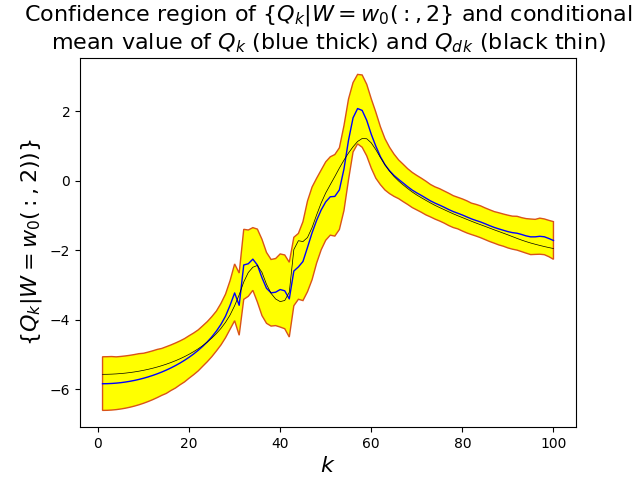 Confidence region of {Q_k|W = w_0(:, 2} and conditional
mean value of Q_k (blue thick) and Q_dk (black thin)
{Q_k|W = w_0(:, 2))}
2
0
−2
−4
−6
0 20 40 60 80 100
k